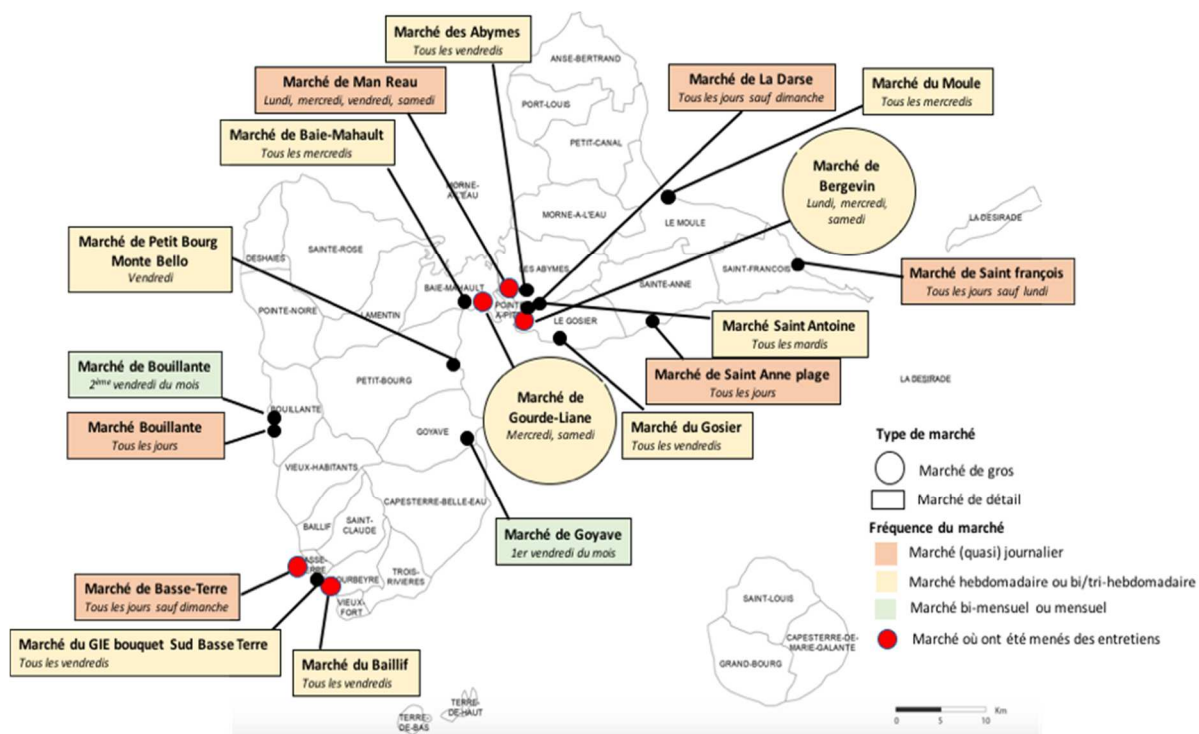 Marché des Abymes
Tous les vendredis
Marché de Man Reau
Lundi, mercredi, vendredi, samedi
Marché de La Darse
Tous les jours sauf dimanche
Marché du Moule
Tous les mercredis
Marché de Baie-Mahault
Tous les mercredis
Marché de
Bergevin
Lundi, mercredi,
samedi
Marché de Petit Bourg
Monte Bello
Vendredi
Marché de Saint françois
Tous les jours sauf lundi
Marché Saint Antoine
Tous les mardis
Marché de Bouillante
2ème vendredi du mois
Marché de Saint Anne plage
Tous les jours
Marché de
Gourde-Liane
Mercredi, samedi
Marché Bouillante
Tous les jours
Marché du Gosier
Tous les vendredis
Marché de Goyave
1er vendredi du mois
Marché de Basse-Terre
Tous les jours sauf dimanche
Marché du GIE bouquet Sud Basse Terre
Tous les vendredis
Marché du Baillif
Tous les vendredis
ANSE-BERTRAND
PORT-LOUIS
PETIT-CANAL
MORNE-
A-L'EAU
MORNE-A-L'EAU
LE MOULE
LA DESIRADE
SAINTE-ROSE
DESHAIES
LES ABYMES
SAINT-FRANCOIS
BAIE-MAHAULT
SAINTE-ANNE
POINTE-NOIRE
LAMENTIN
POINTE
A-PITRE
LE GOSIER
PETIT-BOURG
LA DESIRADE
BOUILLANTE
GOYAVE
VIEUX-HABITANTS
CAPESTERRE-BELLE-EAU
BAILLIF
SAINT-
CLAUDE
TROIS-
RIVIERES
VIEUX-
FORT
SAINT-LOUIS
CAPESTERRE-DE-
MARIE-GALANTE
GRAND-BOURG
TERRE-
DE-HAUT
TERRE-
DE-BAS
Type de marché
Marché de gros
Marché de détail
Fréquence du marché
Marché (quasi) journalier
Marché hebdomadaire ou bi/tri-hebdomadaire
Marché bi-mensuel ou mensuel
Marché où ont été menés des entretiens
Km
0 5 10